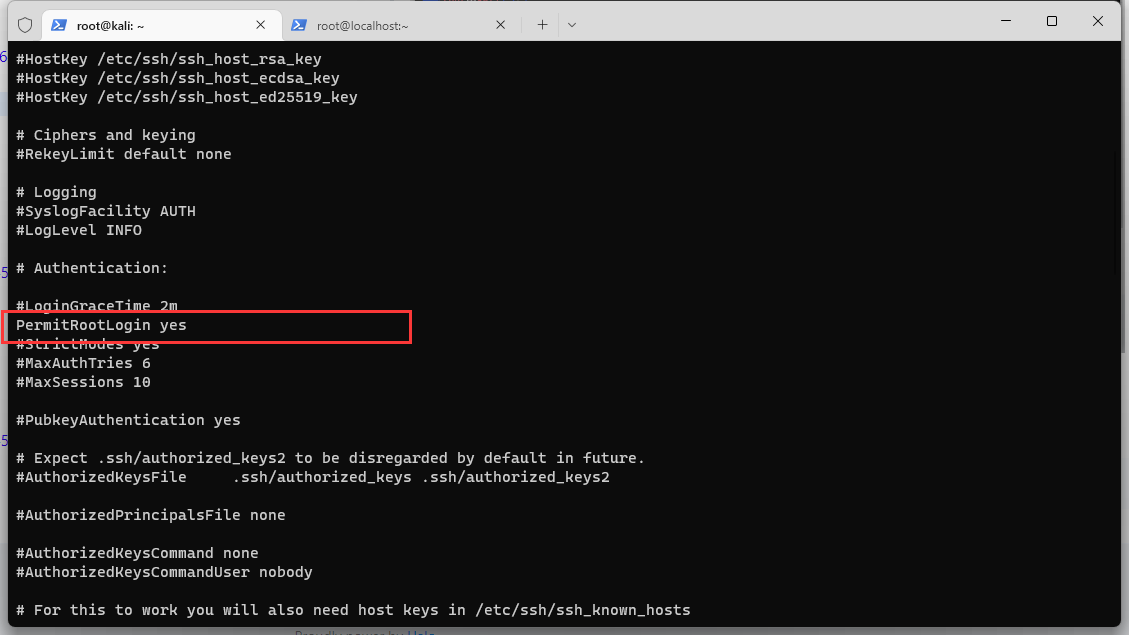 root@kali: ~
root@localhost:~
#HostKey /etc/ssh/ssh_host_rsa_key
#HostKey /etc/ssh/ssh_host_ecdsa_key
#HostKey /etc/ssh/ssh_host_ed25519_key
# Ciphers and keying
#RekeyLimit default none
# Logging
#SyslogFacility AUTH
#LogLevel INFO
# Authentication:
#LoginGraceTime 2m
PermitRootLogin yes
#StrictModes yes
#MaxAuthTries 6
#MaxSessions 10
#PubkeyAuthentication yes
# Expect .ssh/authorized_keys2 to be disregarded by default in future.
#AuthorizedKeysFile     .ssh/authorized_keys .ssh/authorized_keys2
#AuthorizedPrincipalsFile none
#AuthorizedKeysCommand none
#AuthorizedKeysCommandUser nobody
# For this to work you will also need host keys in /etc/ssh/ssh_known_hosts